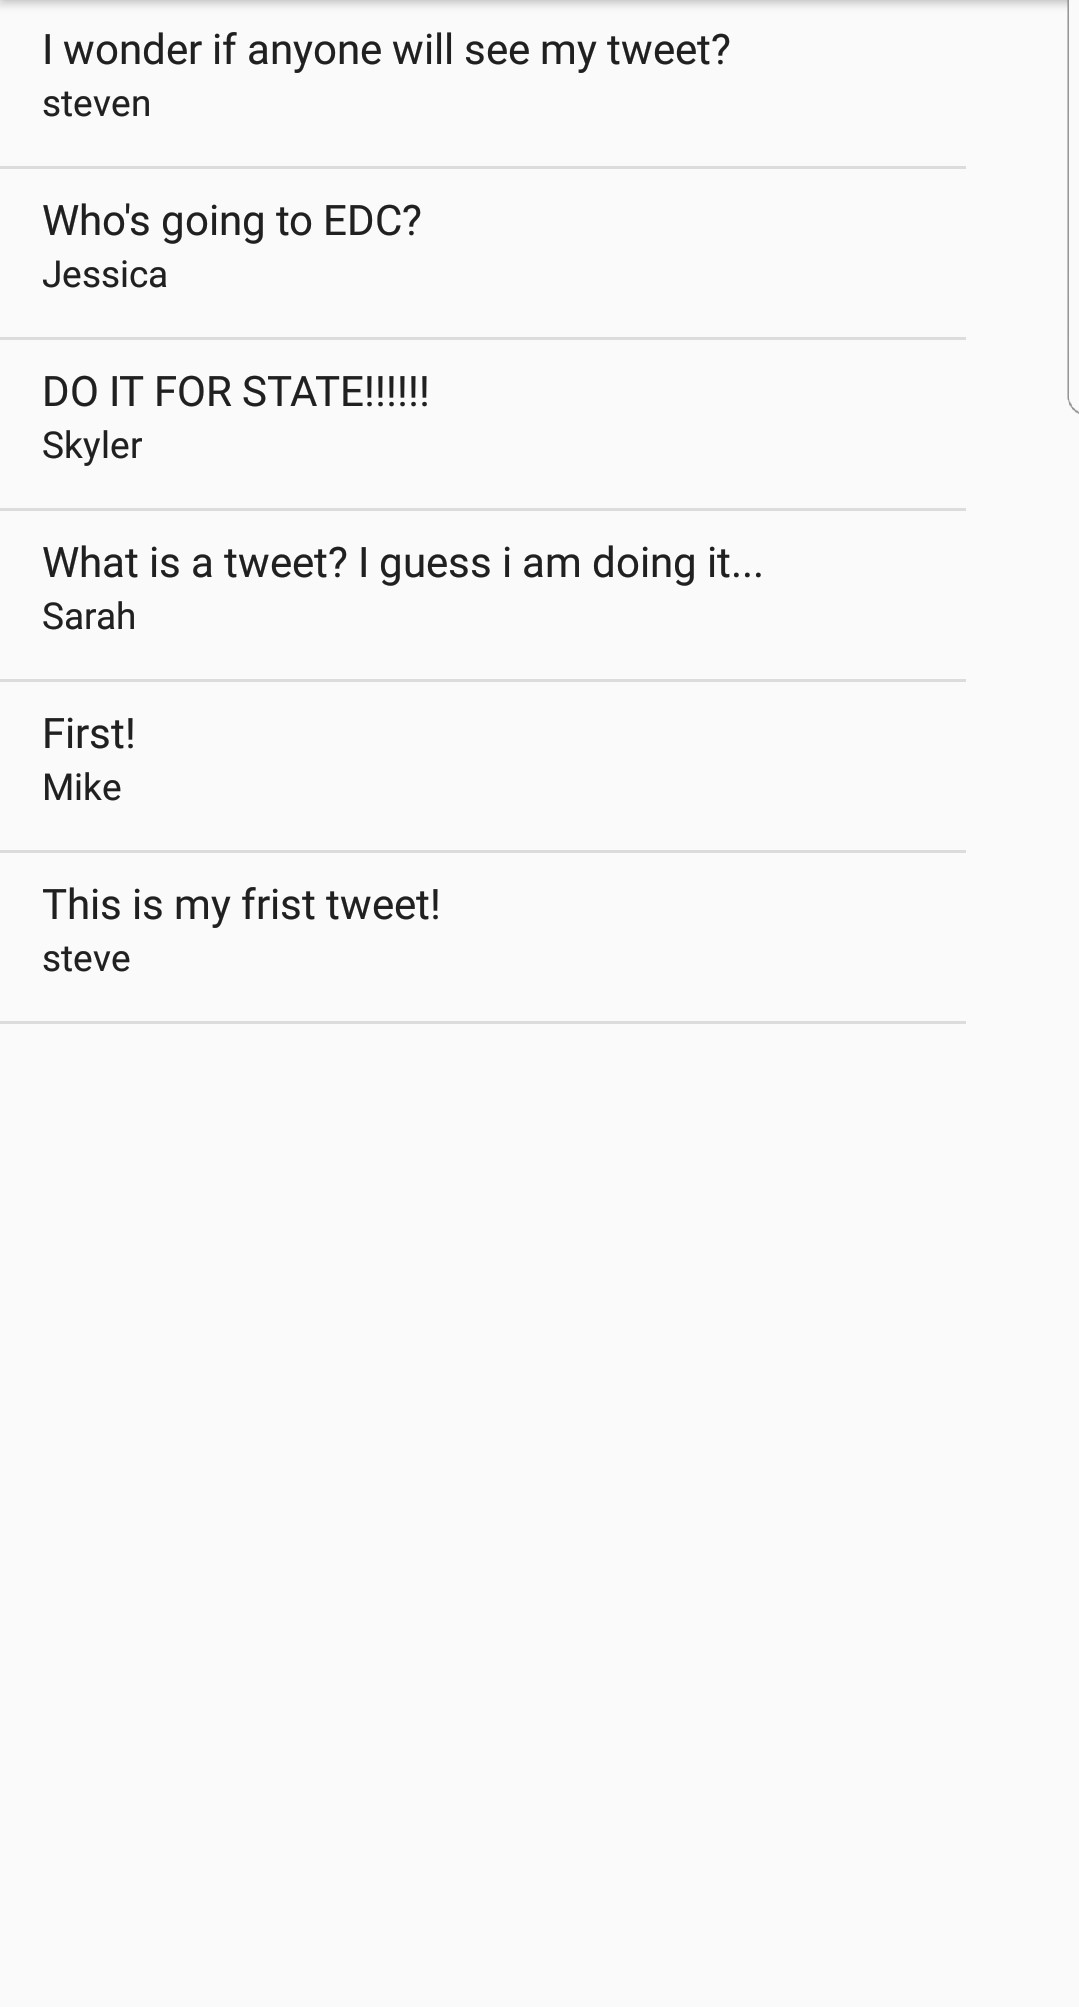 I wonder if anyone will see my tweet?
steven
Who's going to EDC?
Jessica
DO IT FOR STATE!!!!!!
Skyler
What is a tweet? I guess i am doing it...
Sarah
First!
Mike
This is my frist tweet!
steve